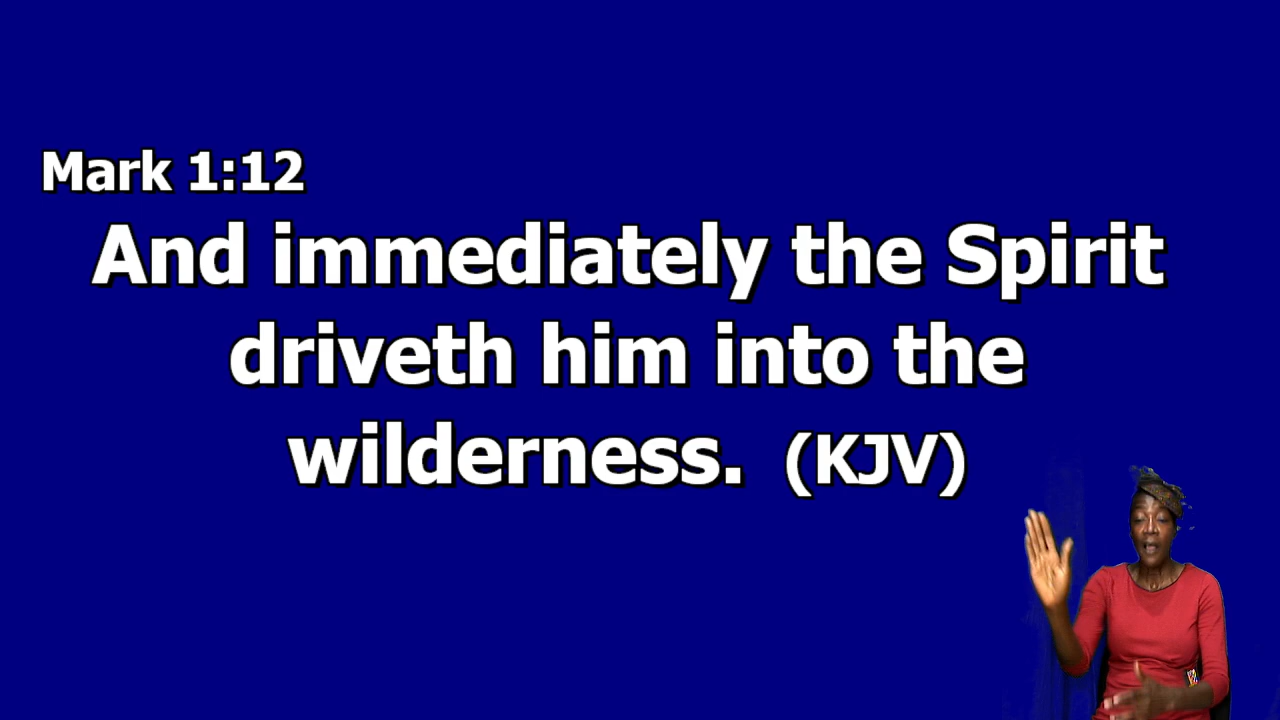 Mark 1:12
And immediately the Spirit
driveth him into the
wilderness. (KJV)